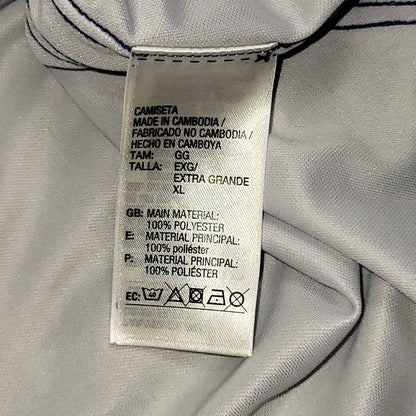 CAMISETA
MADE IN CAMBODIA /
FABRICADO NO CAMBODIA /
HECHO EN CAMBOYA
TAM: GG
TALLA: EXG/
EXTRA GRANDE
XL
GB: MAIN MATERIAL:
100% POLYESTER
E: MATERIAL PRINCIPAL:
100% poliéster
P: MATERIAL PRINCIPAL:
100% POLIÉSTER
EC: